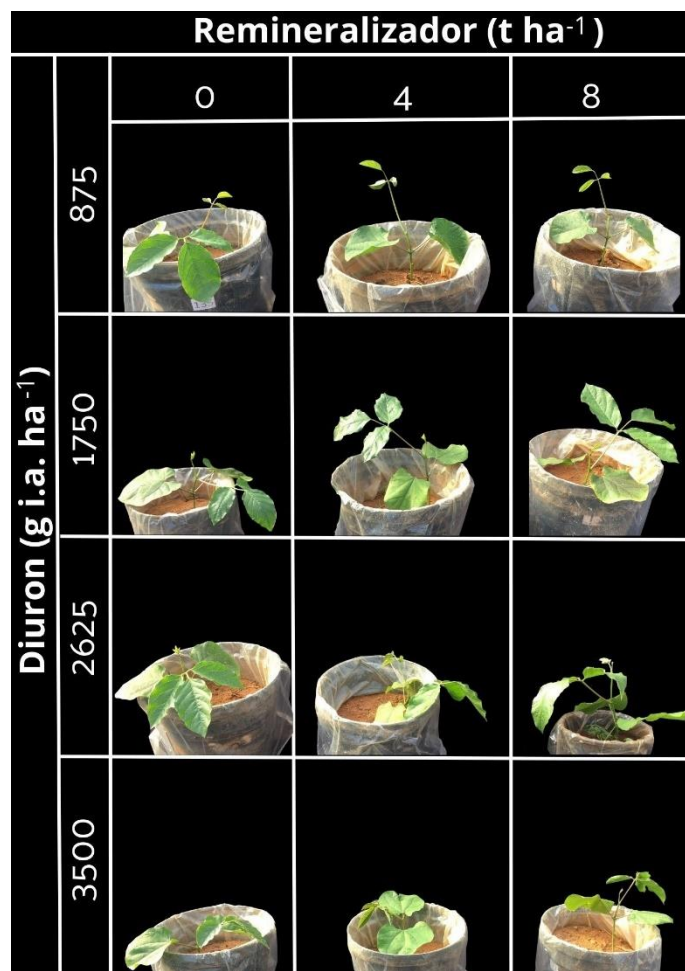 Remineralizador (t ha⁻¹)
0 4 8
Diuron (g i.a. ha⁻¹)
875
1750
2625
3500